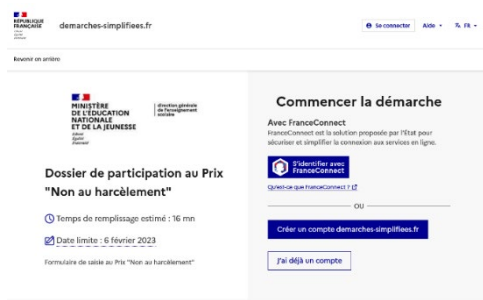 RÉPUBLIQUE
FRANÇAISE
demarches-simplifiees.fr
Se connecter
Aide
FR
Revenir en arrière
MINISTÈRE
DE L'ÉDUCATION
NATIONALE
ET DE LA JEUNESSE
Liberté
Égalité
Fraternité
direction générale
de l'enseignement
scolaire
Dossier de participation au Prix
"Non au harcèlement"
Temps de remplissage estimé : 16 mn
Date limite : 6 février 2023
Formulaire de saisie au Prix "Non au harcèlement"
Commencer la démarche
Avec FranceConnect
FranceConnect est la solution proposée par l'État pour
sécuriser et simplifier la connexion aux services en ligne.
S'identifier avec
FranceConnect
Qu'est-ce que FranceConnect ?
OU
Créer un compte demarches-simplifiees.fr
J'ai déjà un compte